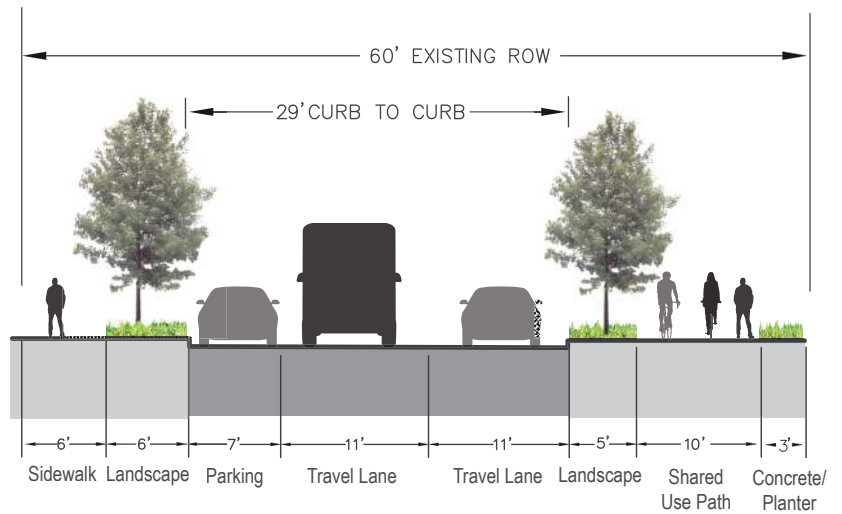 60' EXISTING ROW
29' CURB TO CURB
6' 6' 7' 11' 11' 5' 10' 3'
Sidewalk Landscape Parking Travel Lane Travel Lane Landscape Shared Use Path Concrete/ Planter